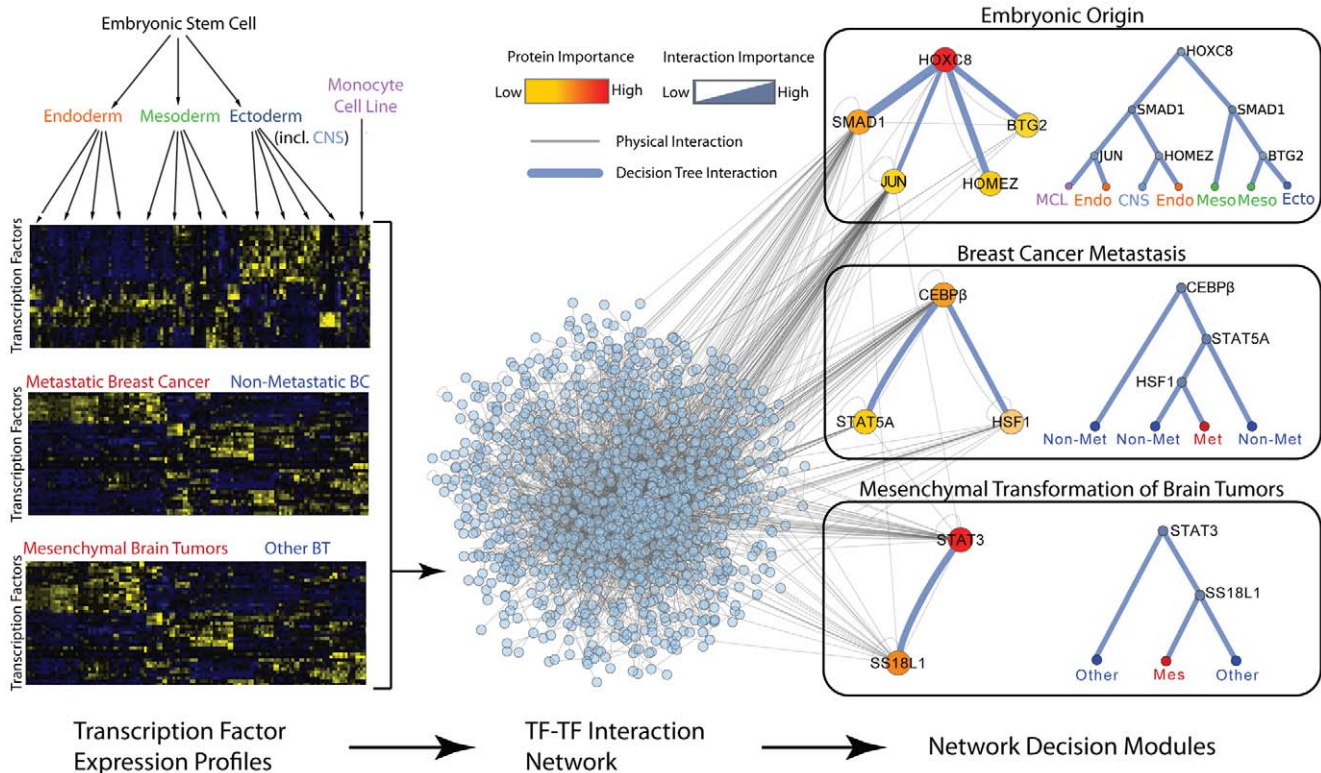 Embryonic Stem Cell
Endoderm
Mesoderm
Ectoderm
(incl. CNS)
Monocyte
Cell Line
Transcription Factors
Metastatic Breast Cancer
Non-Metastatic BC
Transcription Factors
Mesenchymal Brain Tumors
Other BT
Transcription Factors
Protein Importance
Low
High
Interaction Importance
Low
High
Physical Interaction
Decision Tree Interaction
Embryonic Origin
HOXC8
SMAD1
BTG2
JUN
HOMEZ
HOXC8
SMAD1
SMAD1
JUN
HOMEZ
BTG2
MCL
Endo
CNS
Endo
Meso
Meso
Ecto
Breast Cancer Metastasis
CEBPβ
STAT5A
HSF1
CEBPβ
STAT5A
HSF1
Non-Met
Non-Met
Met
Non-Met
Mesenchymal Transformation of Brain Tumors
STAT3
SS18L1
STAT3
SS18L1
Other
Mes
Other
Transcription Factor
Expression Profiles
TF-TF Interaction
Network
Network Decision Modules